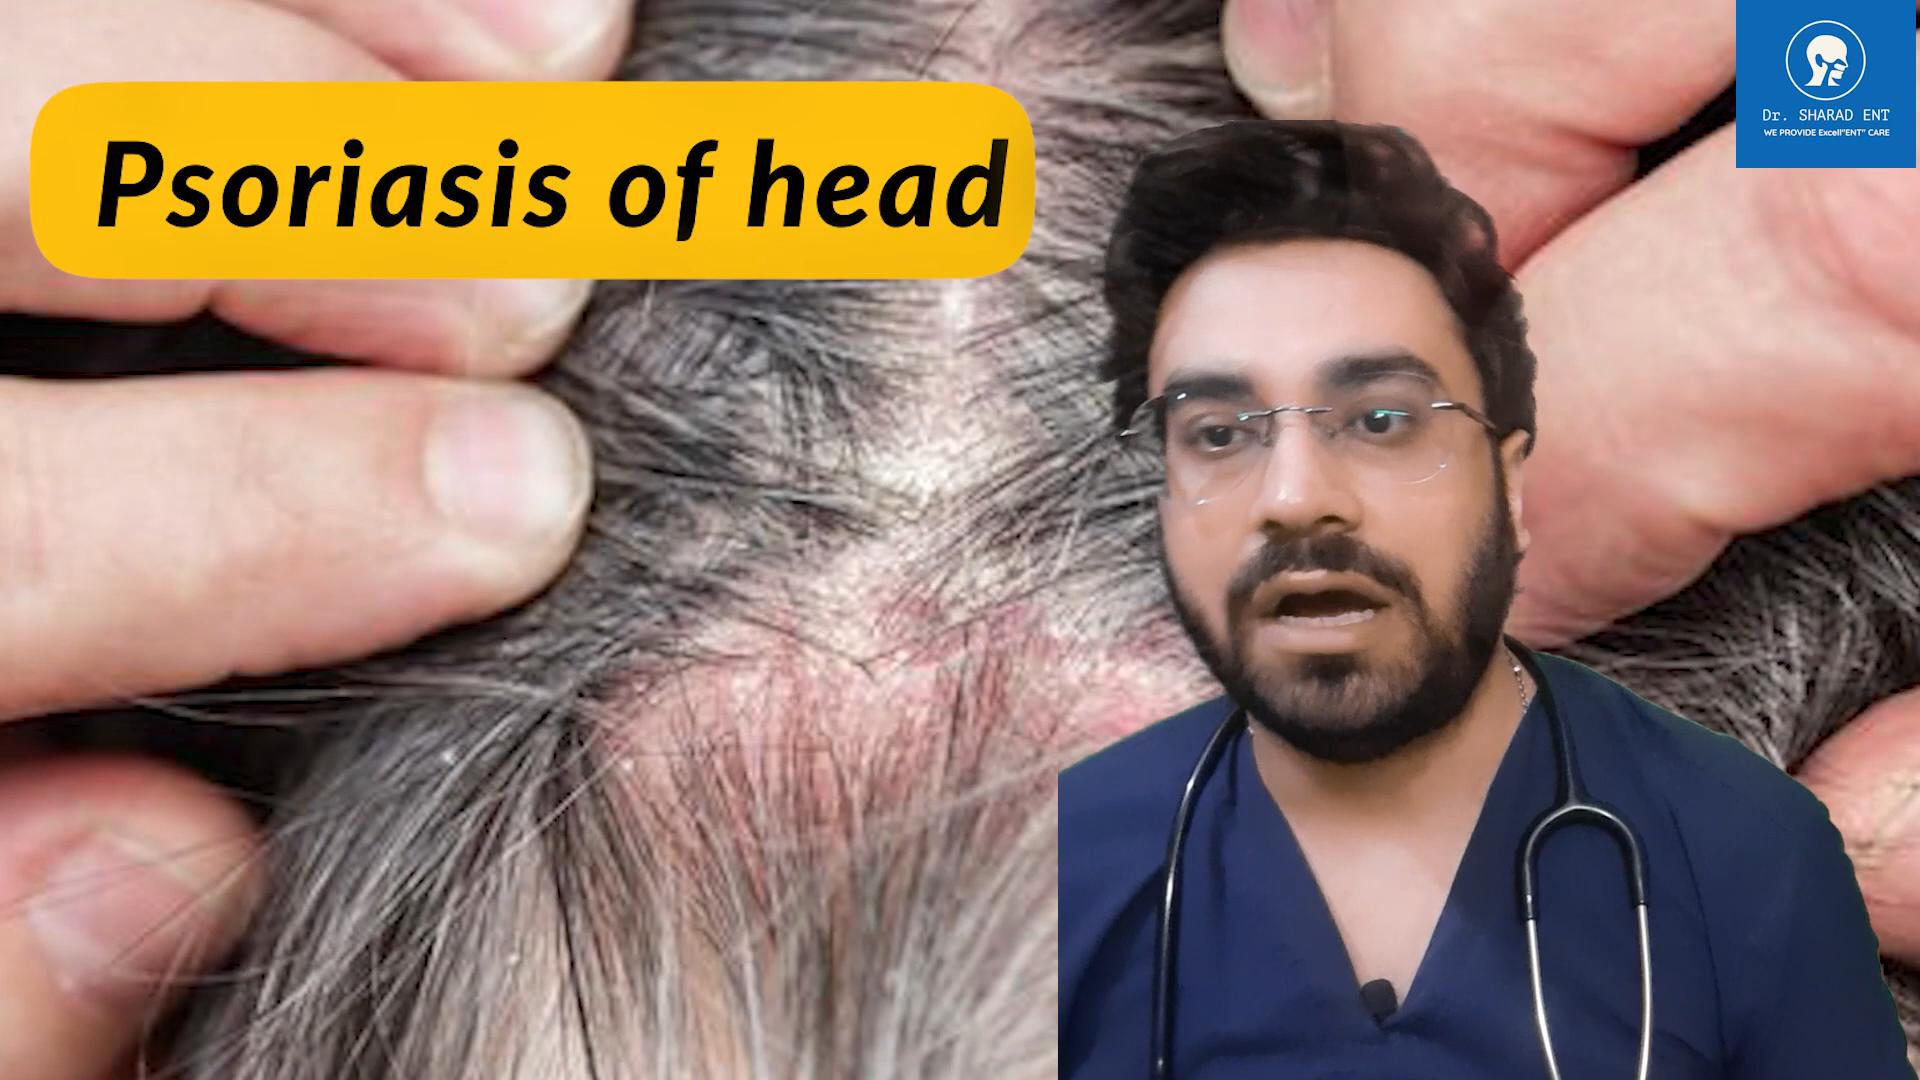 Psoriasis of head
Dr. SHARAD ENT
WE PROVIDE Excell"ENT" CARE